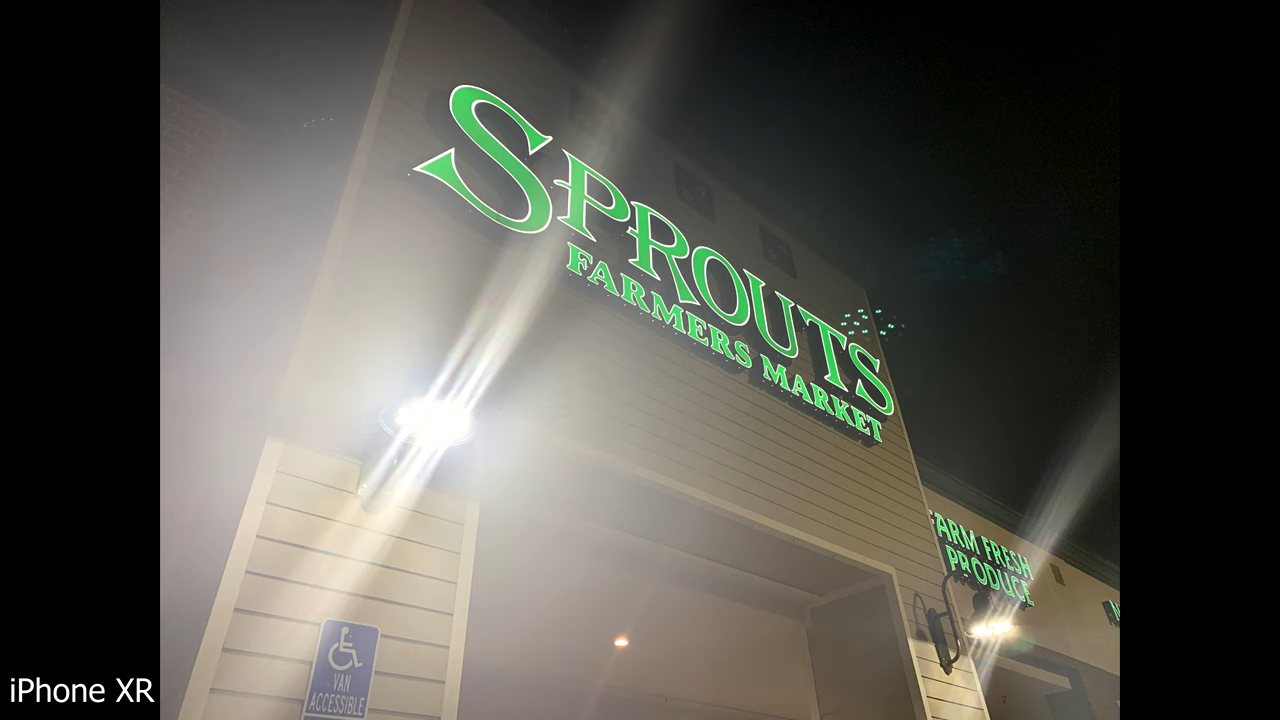 SPROUTS
FARMERS MARKET
FARM FRESH
PRODUCE
VAN
ACCESSIBLE
iPhone XR